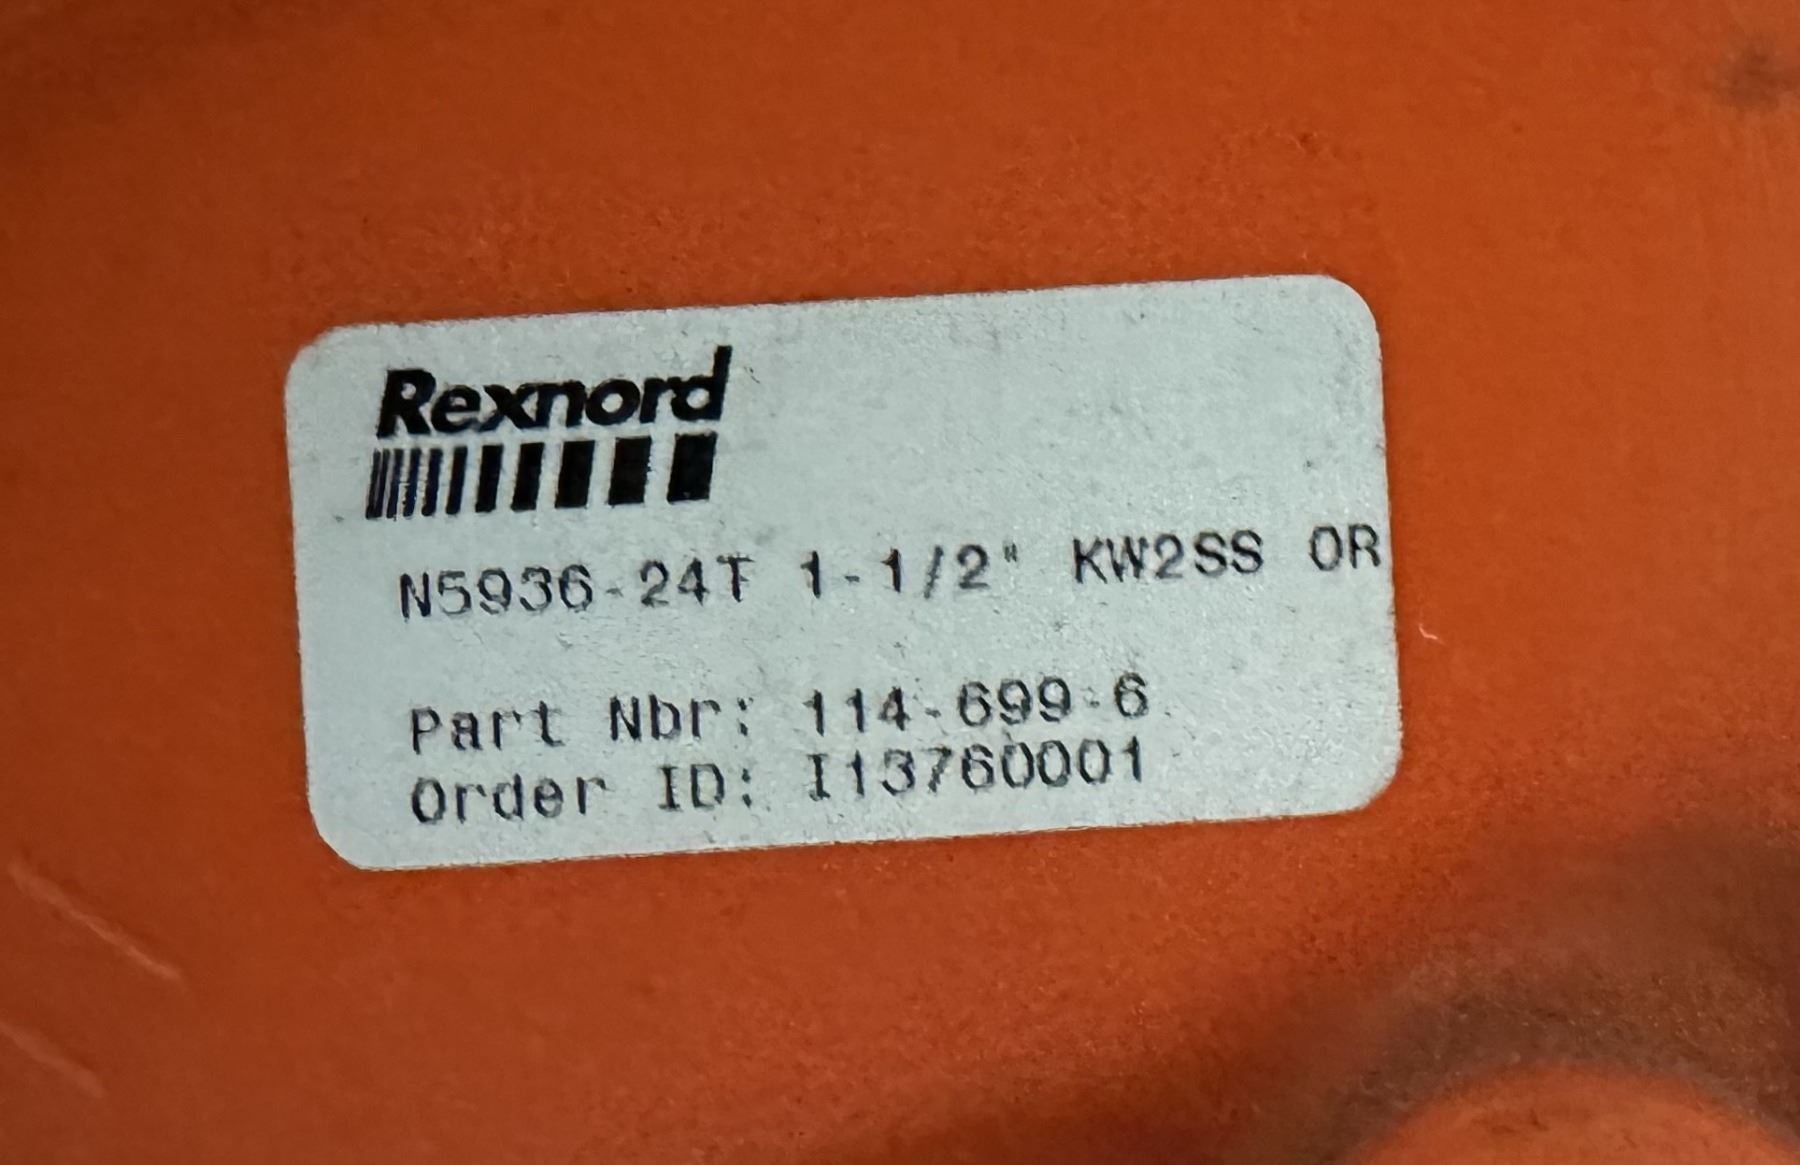 Rexnord
N5936-24T 1-1/2" KW2SS OR
Part Nbr: 114-699-6
Order ID: I13760001